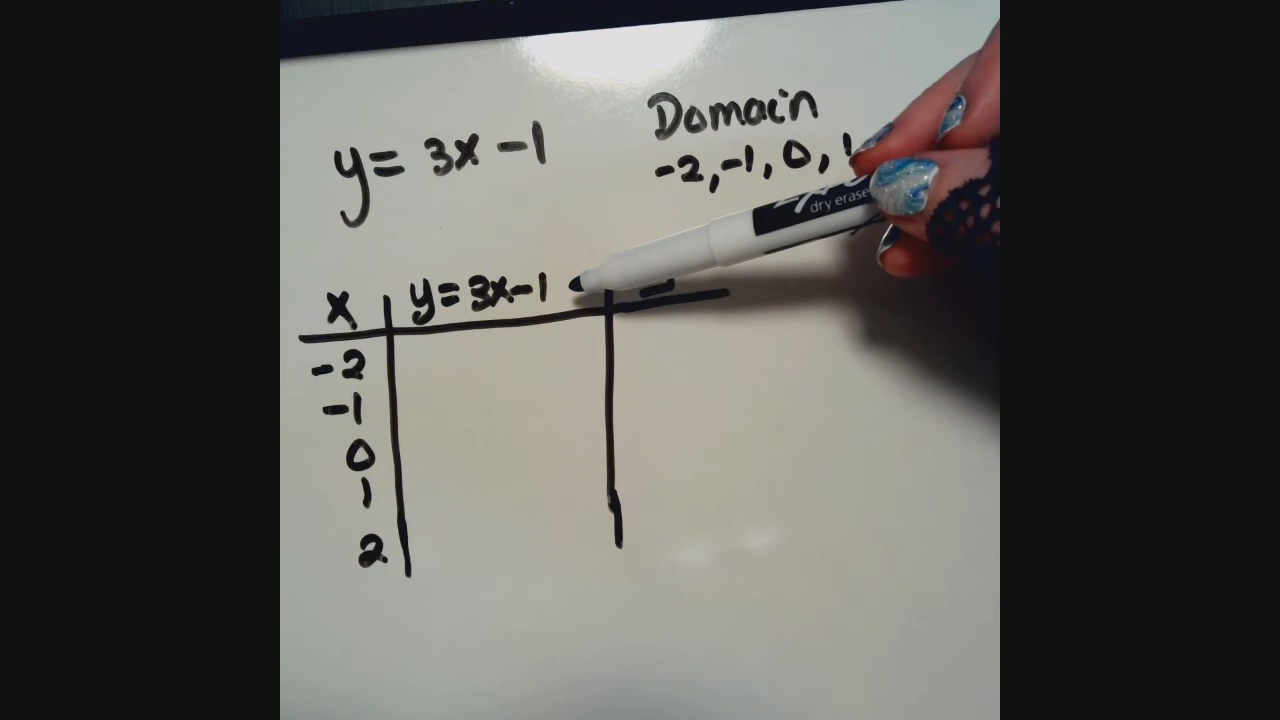 Domain
y = 3x - 1
-2, -1, 0, 1
dry erase
x y = 3x - 1
-2
-1
0
1
2